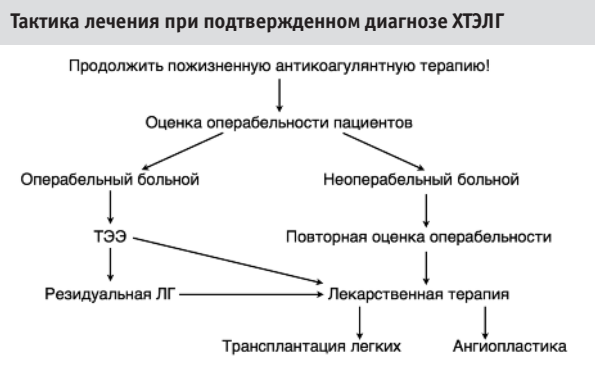 Тактика лечения при подтвержденном диагнозе ХТЭЛГ
Продолжить пожизненную антикоагулянтную терапию!
Оценка операбельности пациентов
Операбельный больной
Неоперабельный больной
ТЭЭ
Повторная оценка операбельности
Резидуальная ЛГ
Лекарственная терапия
Трансплантация легких
Ангиопластика